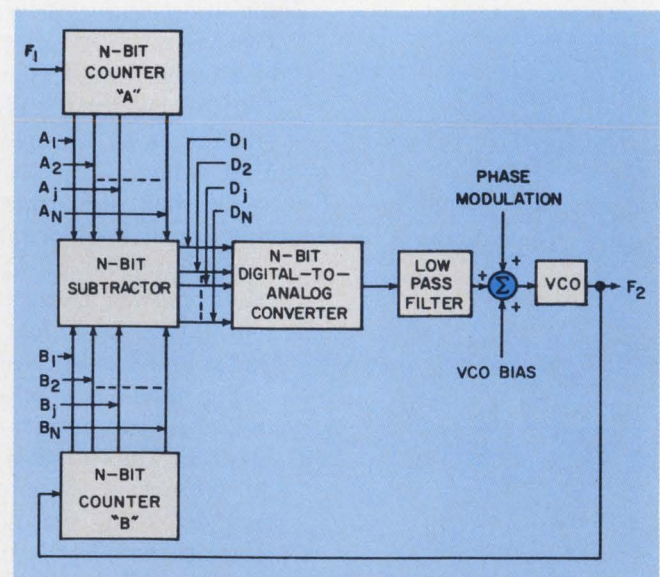 N-BIT
COUNTER
"A"
F1
A1
A2
Aj
AN
D1
D2
Dj
DN
N-BIT
SUBTRACTOR
N-BIT
DIGITAL-TO-
ANALOG
CONVERTER
LOW
PASS
FILTER
PHASE
MODULATION
+
+
Σ
+
VCO
F2
VCO BIAS
B1
B2
Bj
BN
N-BIT
COUNTER
"B"